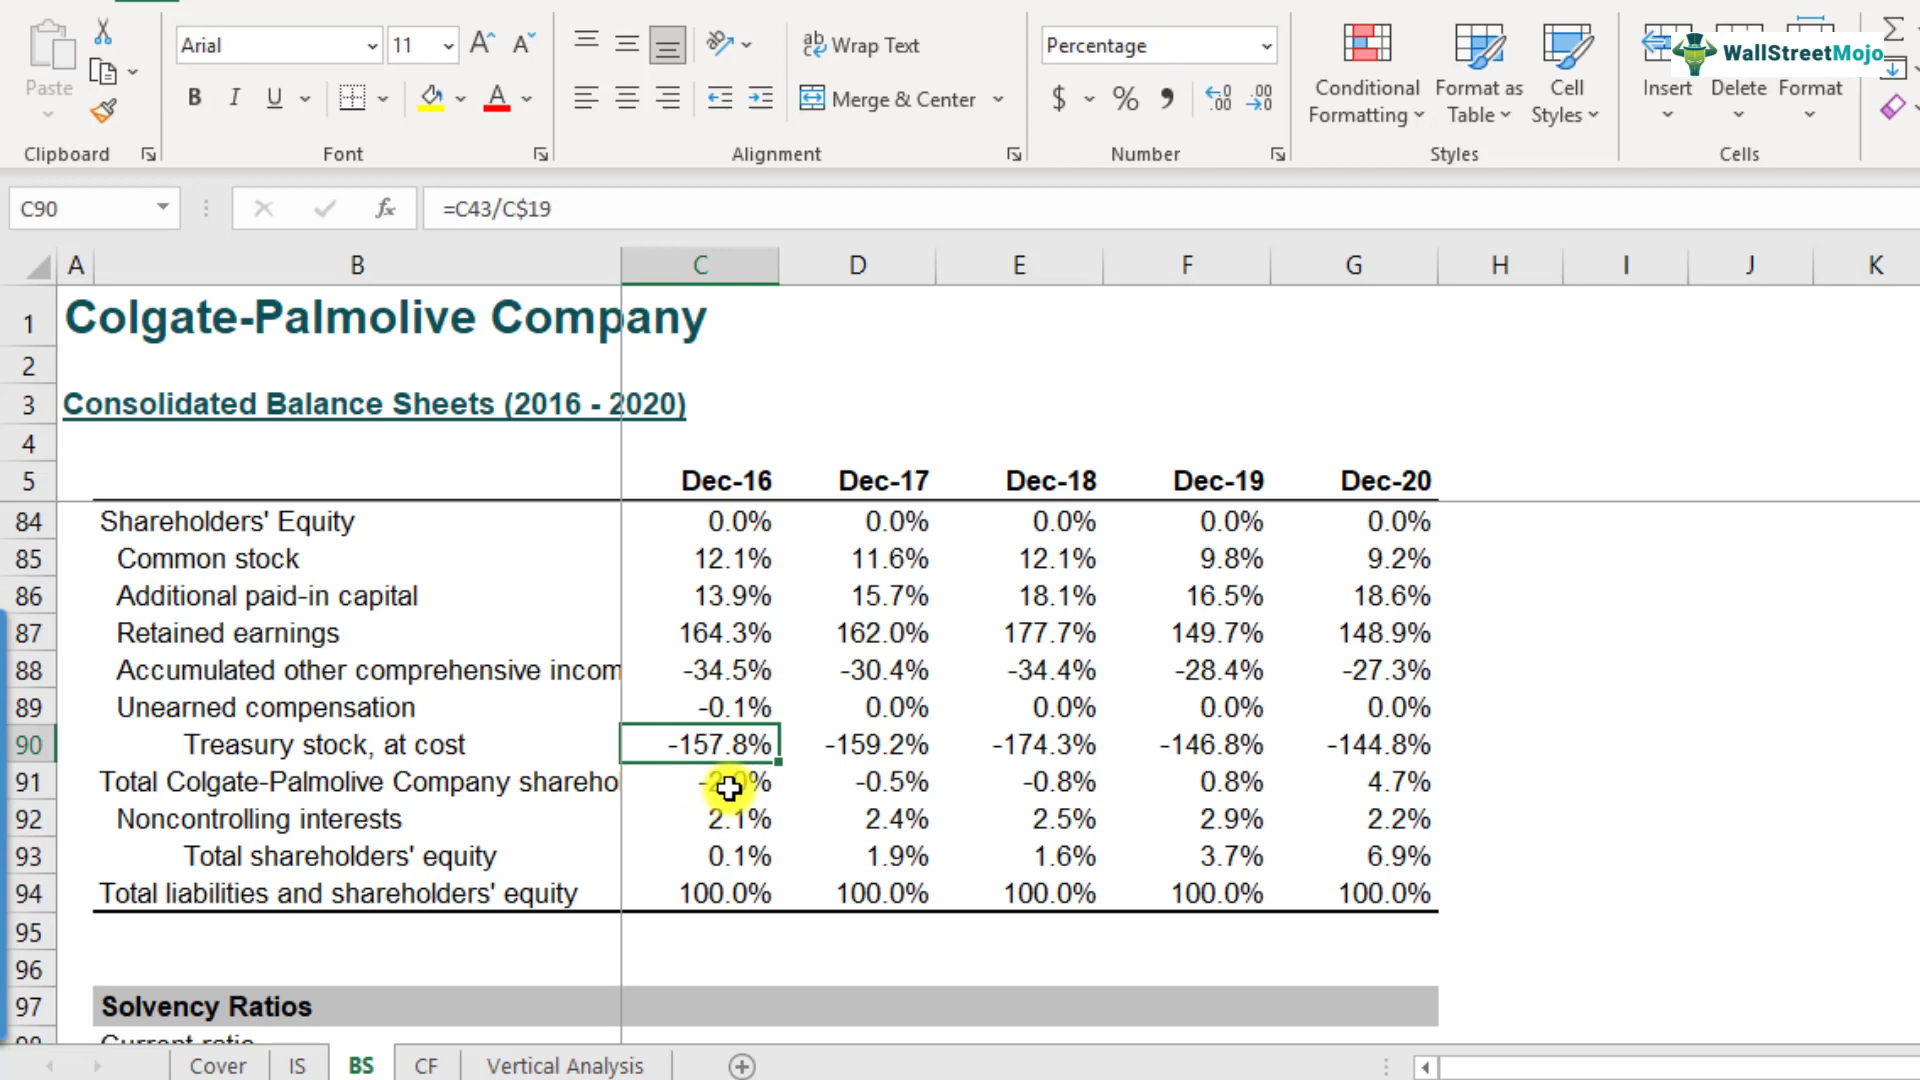 WallStreetMojo
Arial 11 Wrap Text Percentage
Paste B I U Merge & Center $ % Conditional Formatting Format as Table Cell Styles Insert Delete Format
Clipboard Font Alignment Number Styles Cells
C90 fx =C43/C$19
A B C D E F G H I J K
1 Colgate-Palmolive Company
2
3 Consolidated Balance Sheets (2016 - 2020)
4
5 Dec-16 Dec-17 Dec-18 Dec-19 Dec-20
84 Shareholders' Equity 0.0% 0.0% 0.0% 0.0% 0.0%
85 Common stock 12.1% 11.6% 12.1% 9.8% 9.2%
86 Additional paid-in capital 13.9% 15.7% 18.1% 16.5% 18.6%
87 Retained earnings 164.3% 162.0% 177.7% 149.7% 148.9%
88 Accumulated other comprehensive incom -34.5% -30.4% -34.4% -28.4% -27.3%
89 Unearned compensation -0.1% 0.0% 0.0% 0.0% 0.0%
90 Treasury stock, at cost -157.8% -159.2% -174.3% -146.8% -144.8%
91 Total Colgate-Palmolive Company shareho -0.5% -0.8% 0.8% 4.7%
92 Noncontrolling interests 2.1% 2.4% 2.5% 2.9% 2.2%
93 Total shareholders' equity 0.1% 1.9% 1.6% 3.7% 6.9%
94 Total liabilities and shareholders' equity 100.0% 100.0% 100.0% 100.0% 100.0%
95
96
97 Solvency Ratios
98 Current ratio
Cover IS BS CF Vertical Analysis